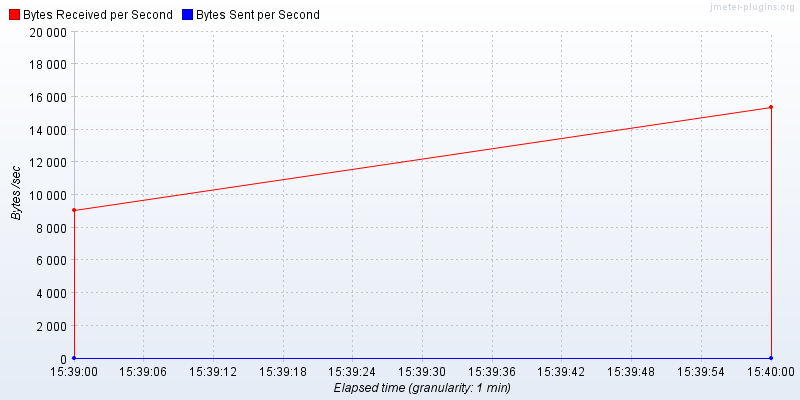 jmeter-plugins.org
Bytes Received per Second Bytes Sent per Second
20 000
18 000
16 000
14 000
12 000
10 000
8 000
6 000
4 000
2 000
0
Bytes /sec
15:39:00 15:39:06 15:39:12 15:39:18 15:39:24 15:39:30 15:39:36 15:39:42 15:39:48 15:39:54 15:40:00
Elapsed time (granularity: 1 min)